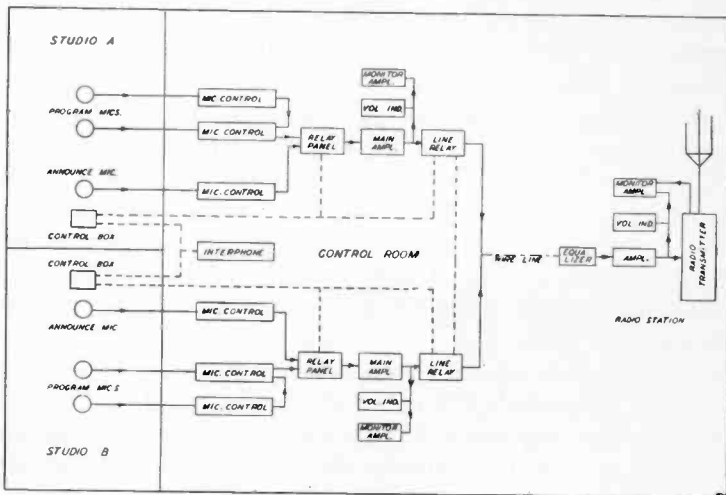 STUDIO A
PROGRAM MICS.
ANNOUNCE MIC.
CONTROL BOX
CONTROL BOX
ANNOUNCE MIC
PROGRAM MICS
STUDIO B
MIC CONTROL
MIC. CONTROL
MIC. CONTROL
INTERPHONE
MIC. CONTROL
MIC. CONTROL
MIC. CONTROL
CONTROL ROOM
RELAY
PANEL
MAIN
AMPL.
MONITOR
AMPL.
VOL IND.
LINE
RELAY
RELAY
PANEL
MAIN
AMPL.
LINE
RELAY
VOL IND.
MONITOR
AMPL.
WIRE LINE
EQUA
LIZER
AMPL.
VOL IND.
MONITOR
AMPL
RADIO
TRANSMITTER
RADIO STATION